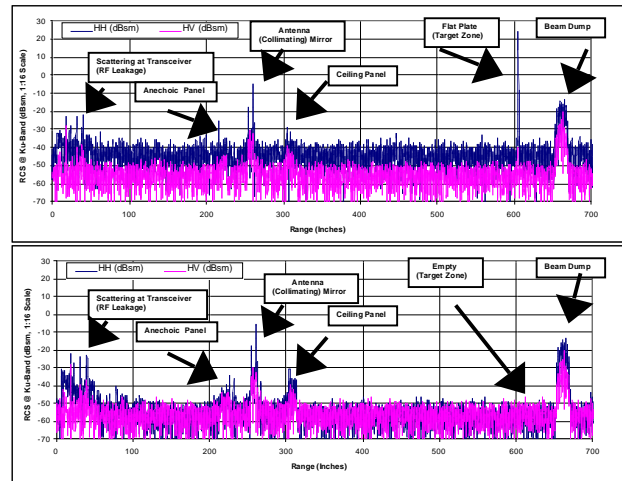 HH (dBsm) HV (dBsm)
Antenna
(Collimating) Mirror
Flat Plate
(Target Zone)
Beam Dump
Scattering at Transceiver
(RF Leakage)
Anechoic Panel
Ceiling Panel
RCS @ Ku-Band (dBsm, 1:16 Scale)
30
20
10
0
-10
-20
-30
-40
-50
-60
-70
0 100 200 300 400 500 600 700
Range (Inches)
HH (dBsm) HV (dBsm)
Antenna
(Collimating) Mirror
Empty
(Target Zone)
Beam Dump
Scattering at Transceiver
(RF Leakage)
Anechoic Panel
Ceiling Panel
RCS @ Ku-Band (dBsm, 1:16 Scale)
30
20
10
0
-10
-20
-30
-40
-50
-60
-70
0 100 200 300 400 500 600 700
Range (Inches)